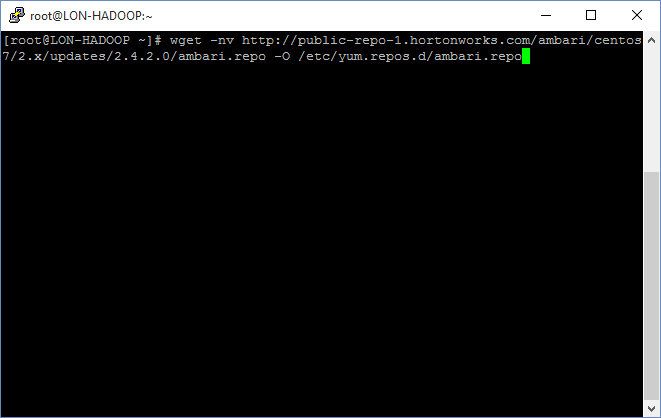 root@LON-HADOOP:~
[root@LON-HADOOP ~]# wget -nv http://public-repo-1.hortonworks.com/ambari/centos
7/2.x/updates/2.4.2.0/ambari.repo -O /etc/yum.repos.d/ambari.repo